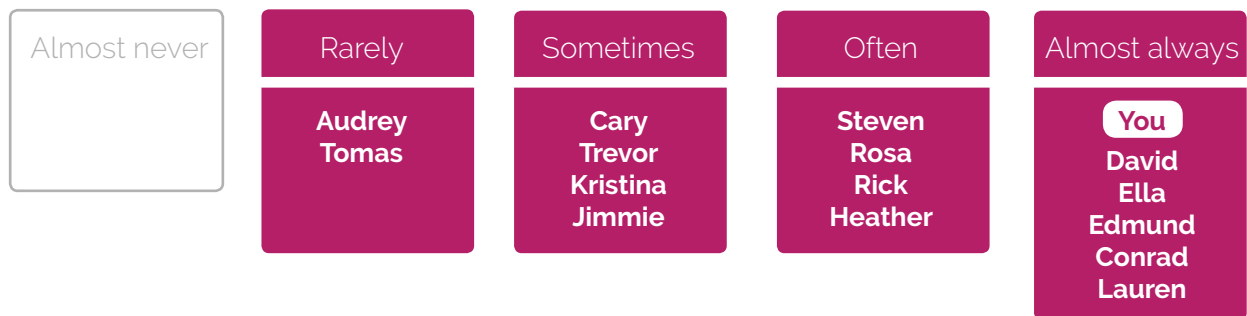 Almost never
Rarely
Audrey
Tomas
Sometimes
Cary
Trevor
Kristina
Jimmie
Often
Steven
Rosa
Rick
Heather
Almost always
You
David
Ella
Edmund
Conrad
Lauren